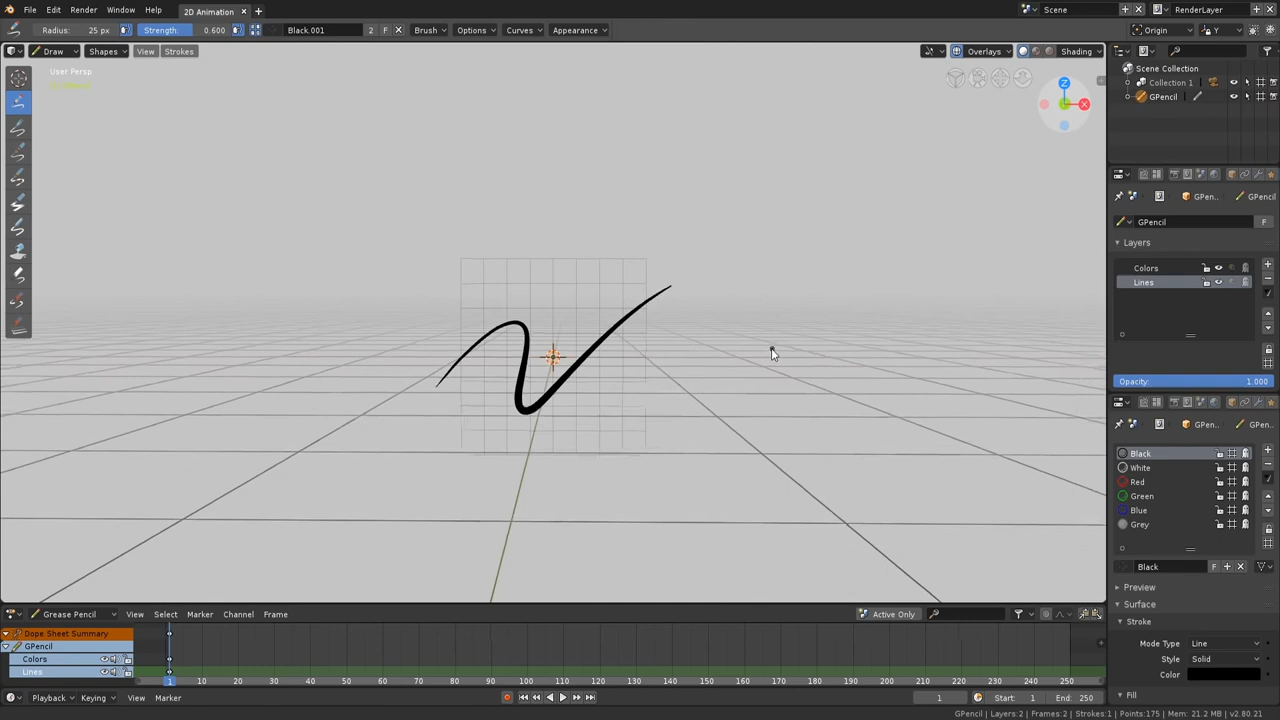 File Edit Render Window Help 2D Animation Scene RenderLayer
Radius: 25 px Strength: 0.600 Black.001 2 F Brush Options Curves Appearance Origin Y
Draw Shapes View Strokes Overlays Shading
User Persp
Z
X
Scene Collection
Collection 1
GPencil
GPen.. GPencil
GPencil F
Layers
Colors
Lines
Opacity: 1.000
GPen.. GPen..
Black
White
Red
Green
Blue
Grey
Black F
Preview
Surface
Stroke
Mode Type Line
Style Solid
Color
Fill
Grease Pencil View Select Marker Channel Frame Active Only
Dope Sheet Summary
GPencil
Colors
Lines
1 10 20 30 40 50 60 70 80 90 100 110 120 130 140 150 160 170 180 190 200 210 220 230 240 250
Playback Keying View Marker 1 Start: 1 End: 250
GPencil | Layers:2 | Frames:2 | Strokes:1 | Points:175 | Mem: 21.2 MB | v2.80.21